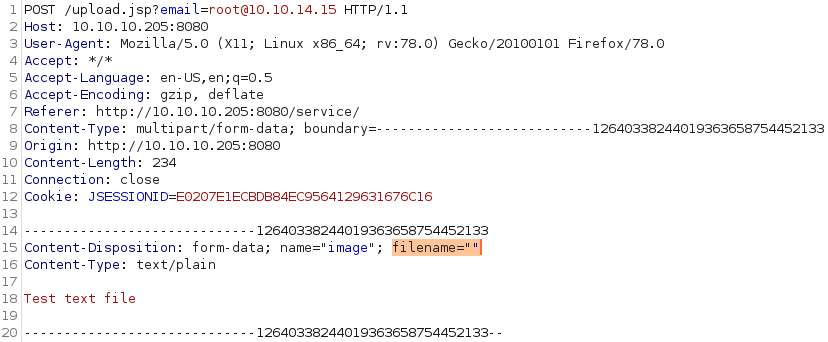 1 POST /upload.jsp?email=root@10.10.14.15 HTTP/1.1
2 Host: 10.10.10.205:8080
3 User-Agent: Mozilla/5.0 (X11; Linux x86_64; rv:78.0) Gecko/20100101 Firefox/78.0
4 Accept: */*
5 Accept-Language: en-US,en;q=0.5
6 Accept-Encoding: gzip, deflate
7 Referer: http://10.10.10.205:8080/service/
8 Content-Type: multipart/form-data; boundary=---------------------------126403382440193636587544​52133
9 Origin: http://10.10.10.205:8080
10 Content-Length: 234
11 Connection: close
12 Cookie: JSESSIONID=E0207E1ECBDB84EC9564129631676C16
13
14 -----------------------------12640338244019363658754452133
15 Content-Disposition: form-data; name="image"; filename=""
16 Content-Type: text/plain
17
18 Test text file
19
20 -----------------------------12640338244019363658754452133--